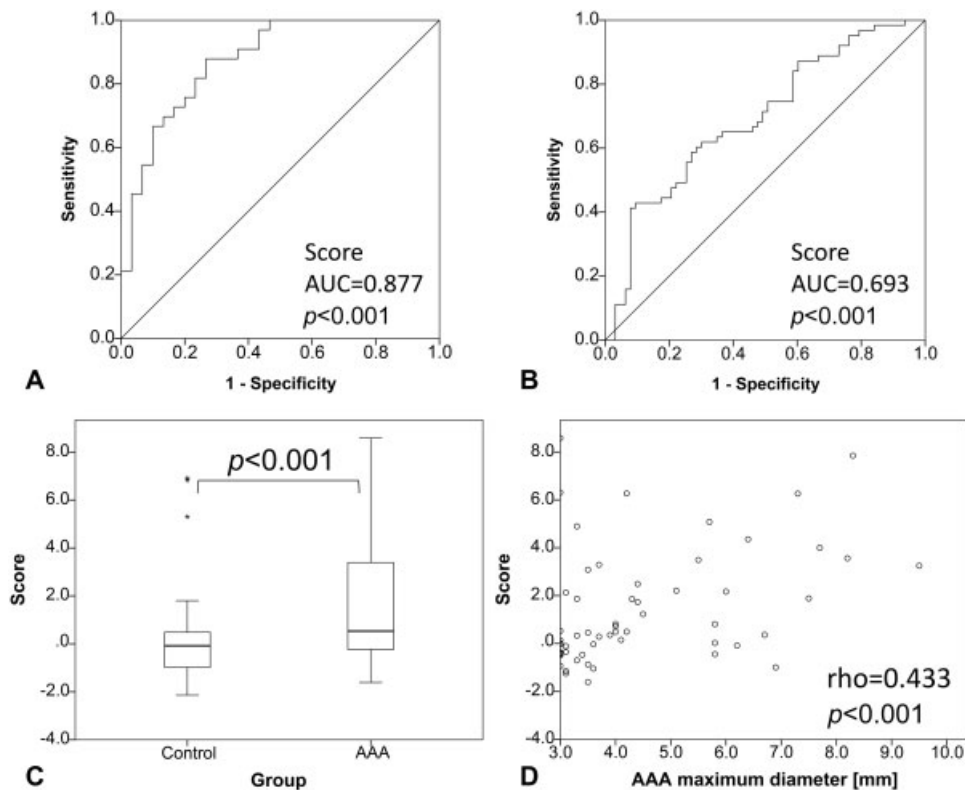 1.0
0.8
0.6
0.4
0.2
0.0
Sensitivity
Score
AUC=0.877
p<0.001
0.0 0.2 0.4 0.6 0.8 1.0
A 1 - Specificity
1.0
0.8
0.6
0.4
0.2
0.0
Sensitivity
Score
AUC=0.693
p<0.001
0.0 0.2 0.4 0.6 0.8 1.0
B 1 - Specificity
8.0
6.0
4.0
2.0
.0
-2.0
-4.0
Score
p<0.001
Control AAA
C Group
8.0
6.0
4.0
2.0
.0
-2.0
-4.0
Score
rho=0.433
p<0.001
3.0 4.0 5.0 6.0 7.0 8.0 9.0 10.0
D AAA maximum diameter [mm]